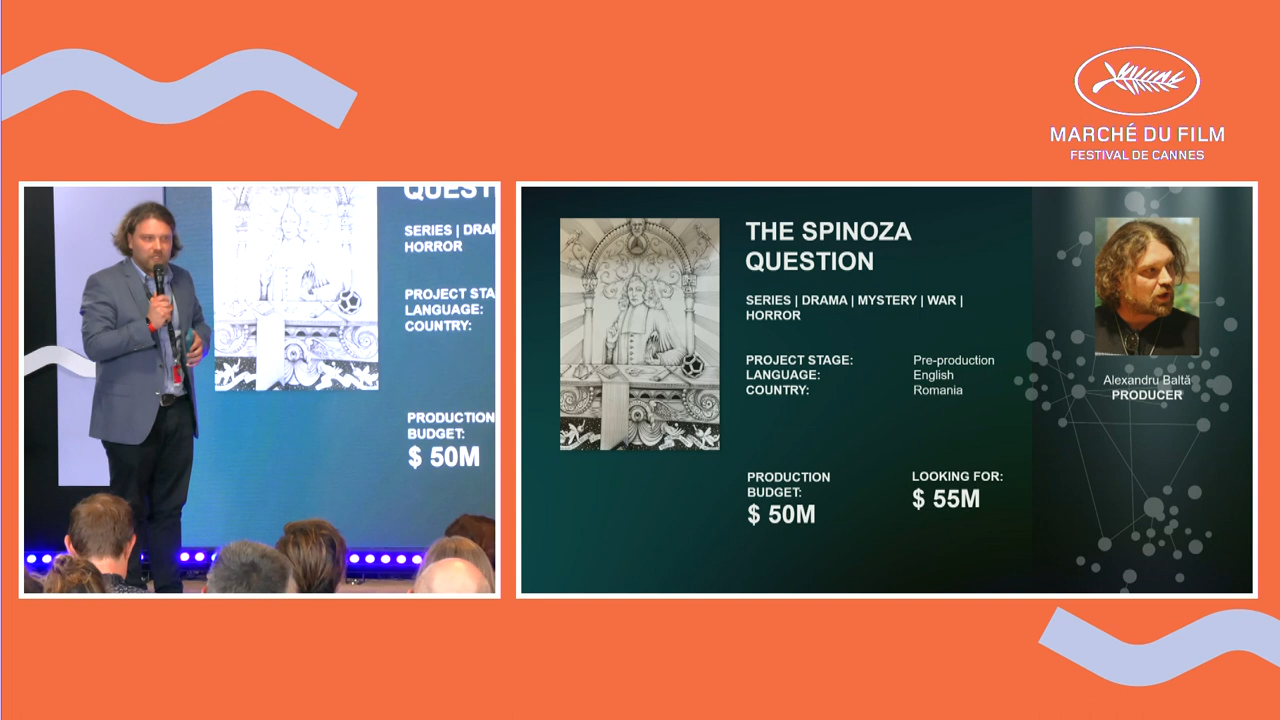 MARCHÉ DU FILM
FESTIVAL DE CANNES
QUEST
SERIES | DRA
HORROR
PROJECT STA
LANGUAGE:
COUNTRY:
PRODUCTION
BUDGET:
$ 50M
THE SPINOZA
QUESTION
SERIES | DRAMA | MYSTERY | WAR |
HORROR
PROJECT STAGE: Pre-production
LANGUAGE: English
COUNTRY: Romania
PRODUCTION
BUDGET:
$ 50M
LOOKING FOR:
$ 55M
Alexandru Baltă
PRODUCER